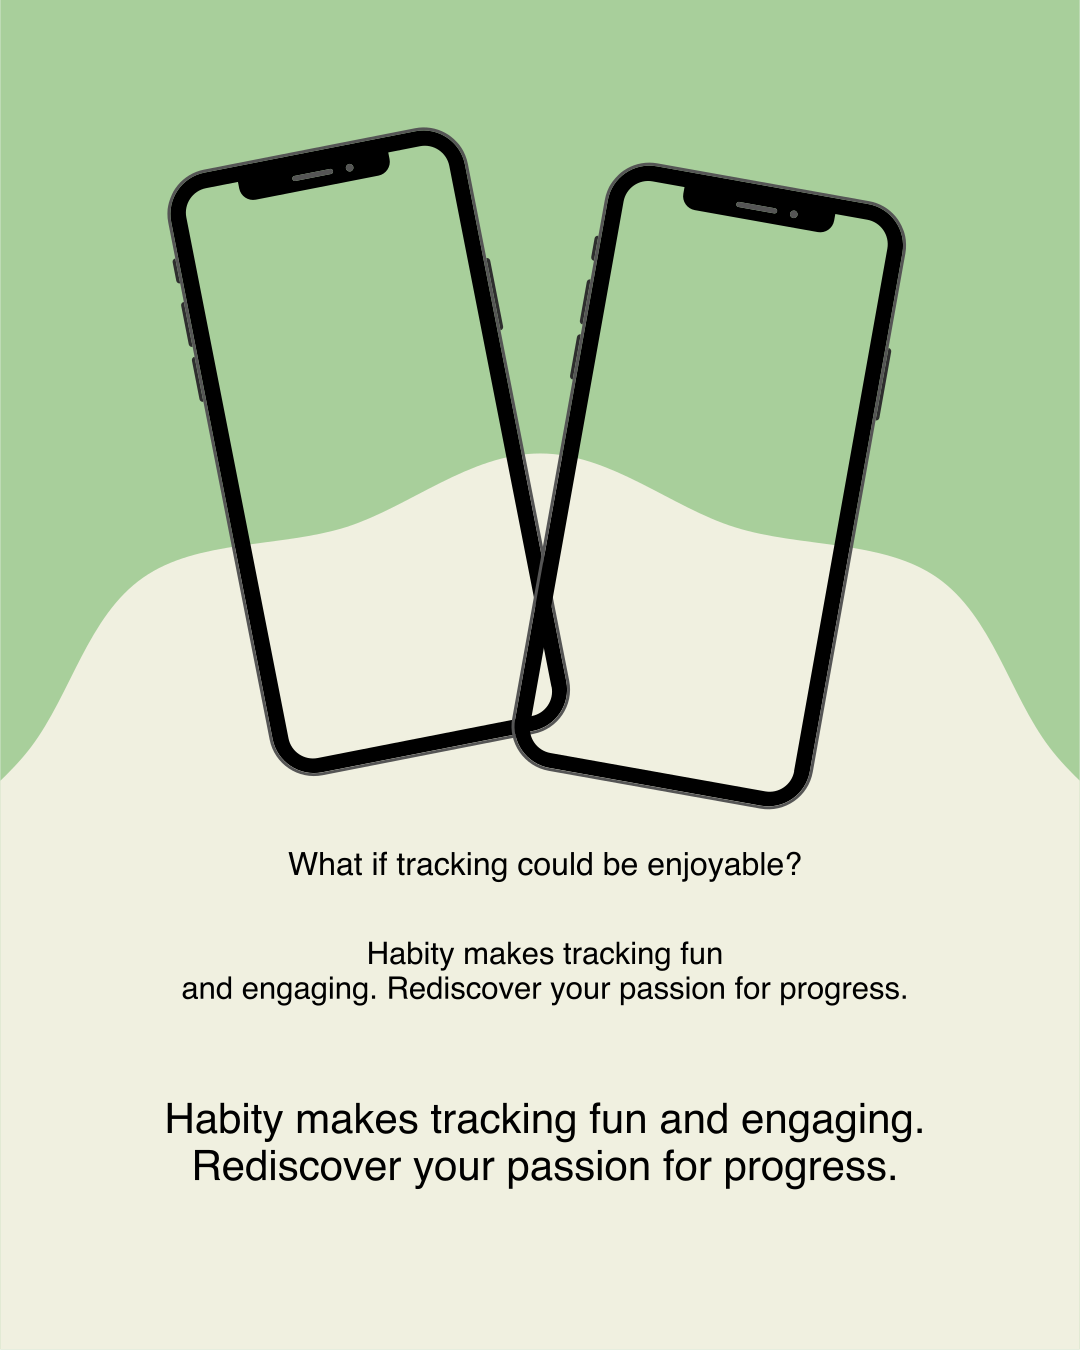 What if tracking could be enjoyable?
Habity makes tracking fun
and engaging. Rediscover your passion for progress.
Habity makes tracking fun and engaging.
Rediscover your passion for progress.